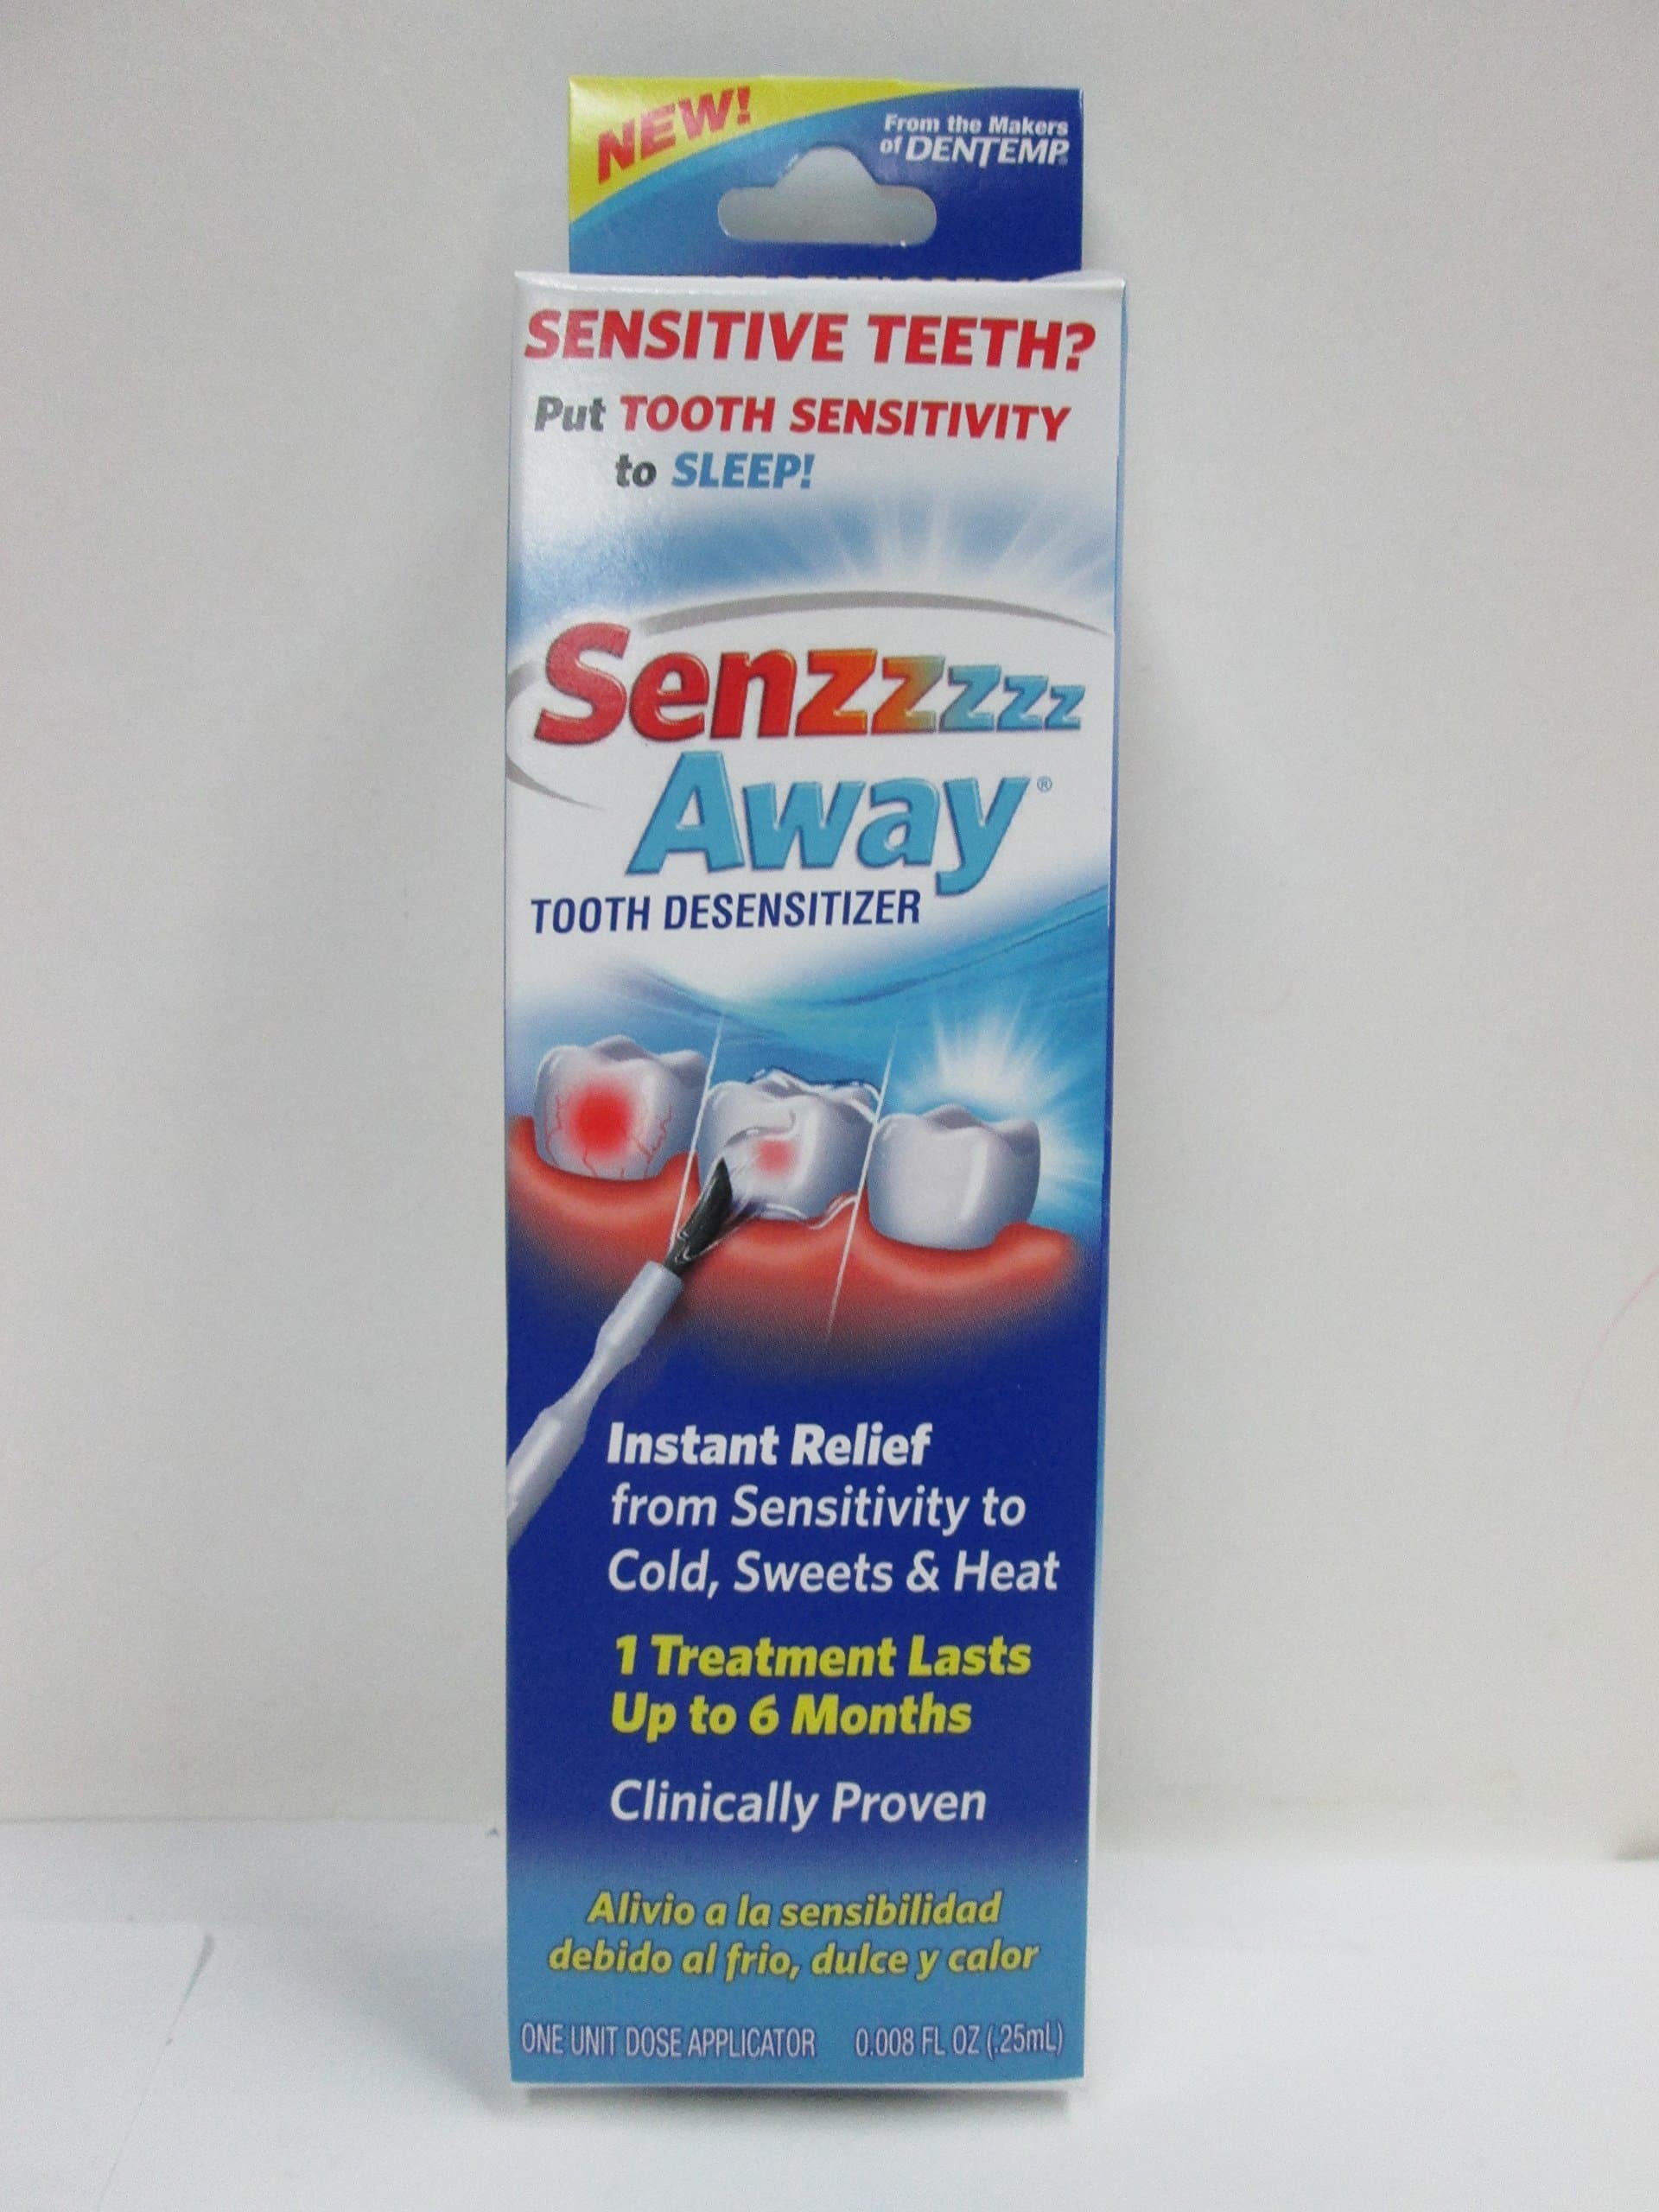 NEW!
From the Makers
of DENTEMP®
SENSITIVE TEETH?
Put TOOTH SENSITIVITY
to SLEEP!
Senzzzzz
Away®
TOOTH DESENSITIZER
Instant Relief
from Sensitivity to
Cold, Sweets & Heat
1 Treatment Lasts
Up to 6 Months
Clinically Proven
Alivio a la sensibilidad
debido al frio, dulce y calor
ONE UNIT DOSE APPLICATOR 0.008 FL OZ (.25mL)